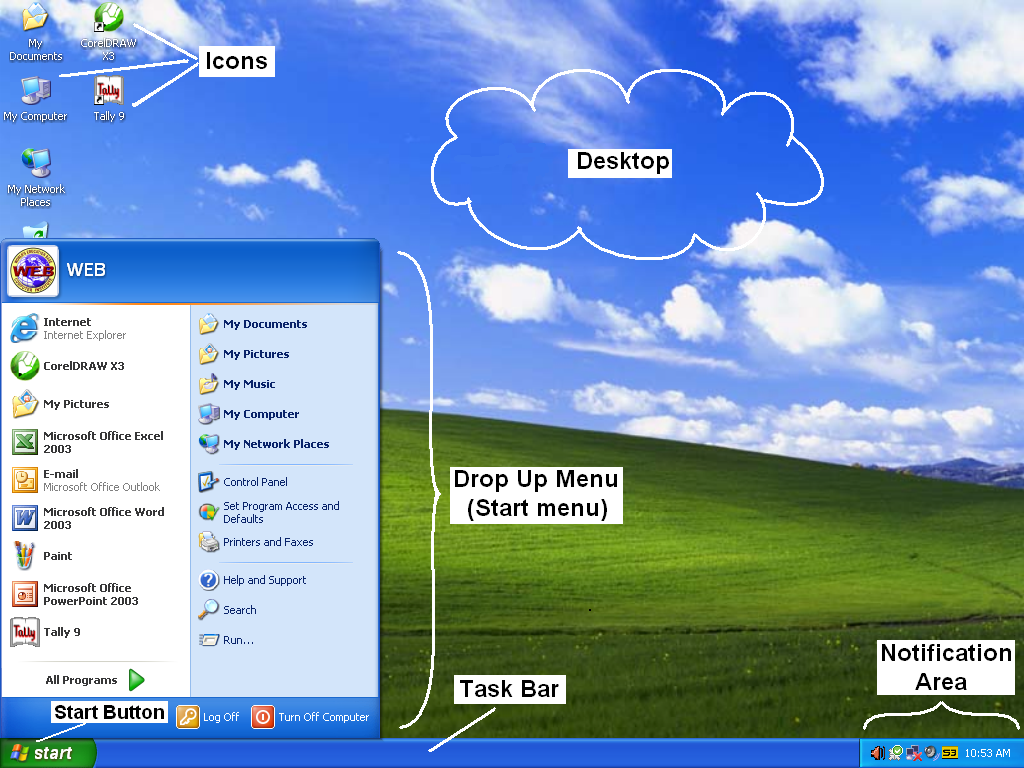 My
Documents
CorelDRAW
X3
Icons
My Computer
Tally
Tally 9
Desktop
My Network
Places
WEB
WEB
Internet
Internet Explorer
CorelDRAW X3
My Pictures
Microsoft Office Excel
2003
E-mail
Microsoft Office Outlook
Microsoft Office Word
2003
Paint
Microsoft Office
PowerPoint 2003
Tally
Tally 9
All Programs
My Documents
My Pictures
My Music
My Computer
My Network Places
Control Panel
Set Program Access and
Defaults
Printers and Faxes
Help and Support
Search
Run...
Drop Up Menu
(Start menu)
Notification
Area
Task Bar
Start Button
Log Off
Turn Off Computer
start
S3
10:53 AM